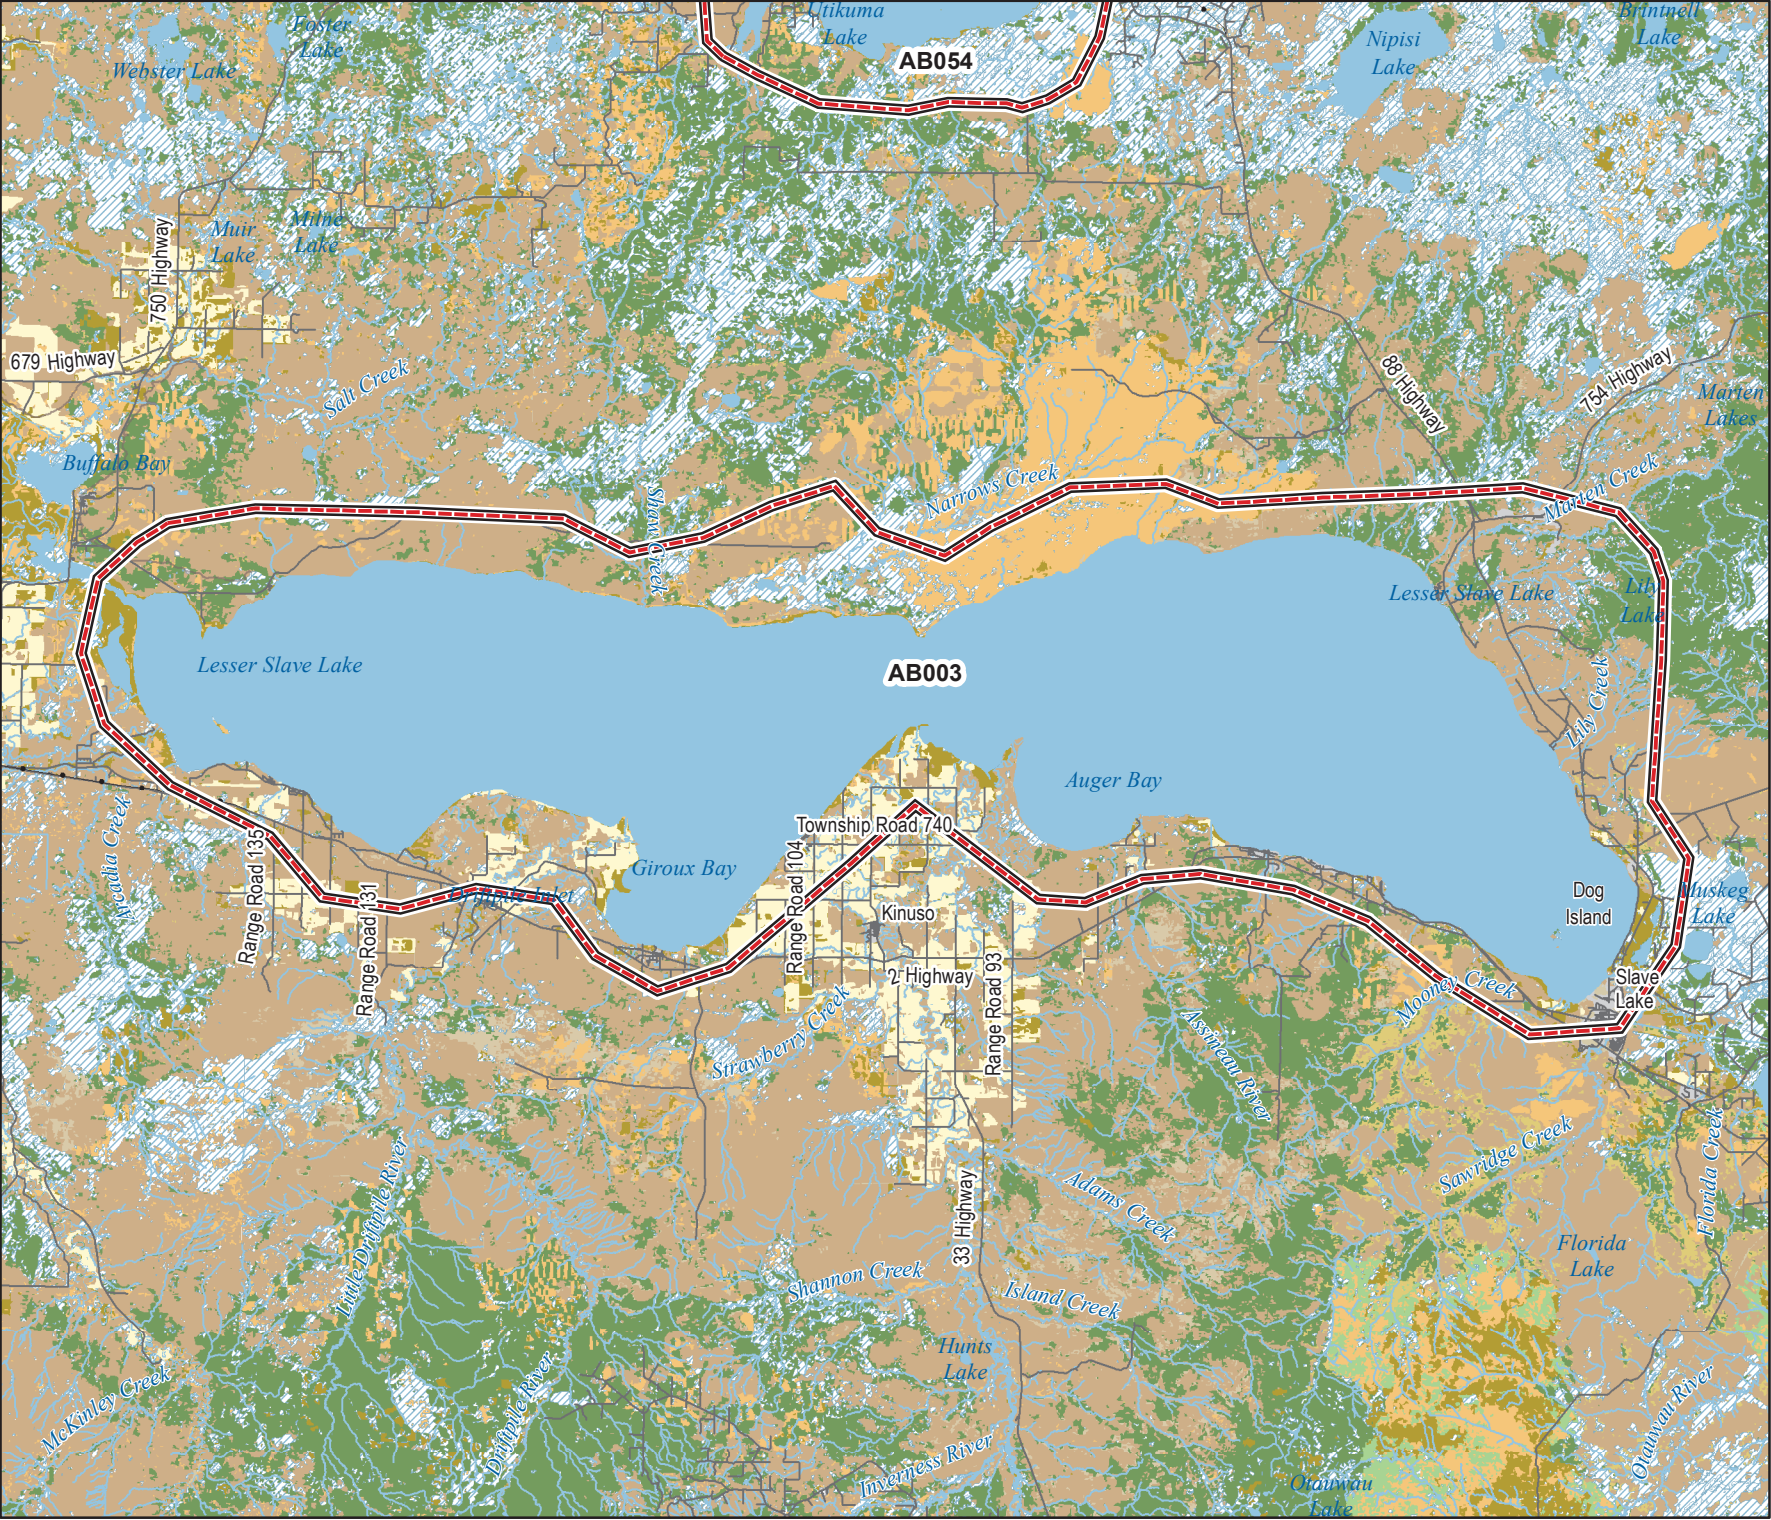 Foster
Lake
Utikuma
Lake
Brintnell
Lake
Webster Lake
AB054
Nipisi
Lake
Muir
Lake
Milne
Lake
750 Highway
679 Highway
Salt Creek
88 Highway
754 Highway
Marten
Lakes
Buffalo Bay
Shaw Creek
Narrows Creek
Marten Creek
Lesser Slave Lake
Lily
Lake
Lesser Slave Lake
AB003
Lily Creek
Auger Bay
Arcadia Creek
Range Road 135
Township Road 740
Giroux Bay
Range Road 104
Driftpile Inlet
Range Road 131
Kinuso
Dog
Island
Muskeg
Lake
2 Highway
Range Road 93
Slave
Lake
Mooney Creek
Strawberry Creek
Assineau River
Little Driftpile River
Adams Creek
Sawridge Creek
Florida Creek
33 Highway
Florida
Lake
Shannon Creek
Island Creek
Hunts
Lake
McKinley Creek
Driftpile River
Inverness River
Otauwau River
Otauwau
Lake